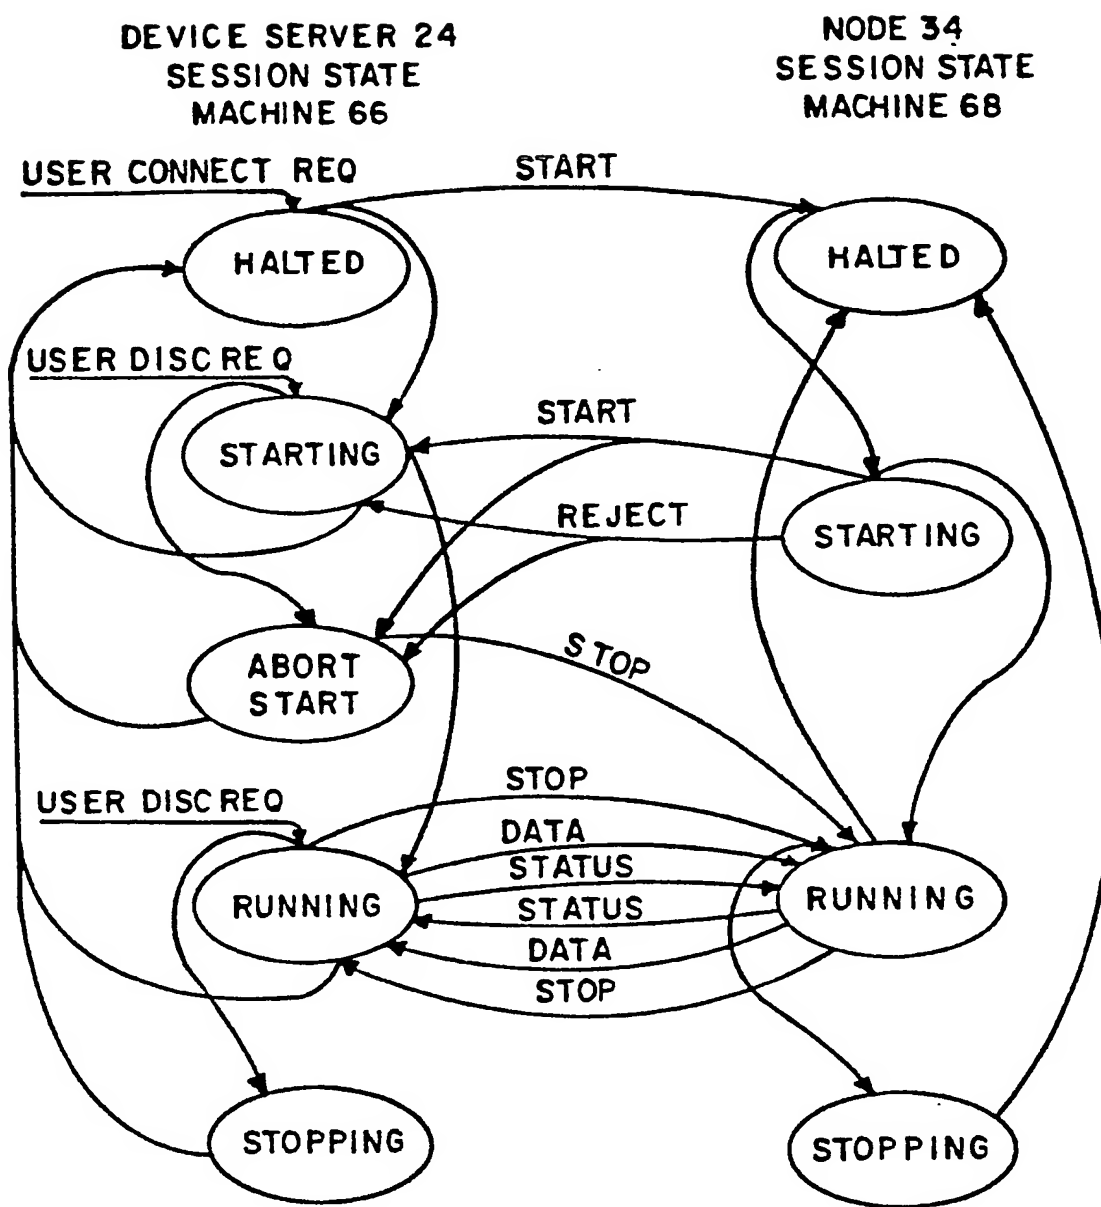 DEVICE SERVER 24
SESSION STATE
MACHINE 66
NODE 34
SESSION STATE
MACHINE 68
USER CONNECT REQ
START
HALTED
HALTED
USER DISC REQ
START
STARTING
REJECT
STARTING
STOP
ABORT
START
STOP
USER DISC REQ
DATA
STATUS
RUNNING
RUNNING
STATUS
DATA
STOP
STOPPING
STOPPING